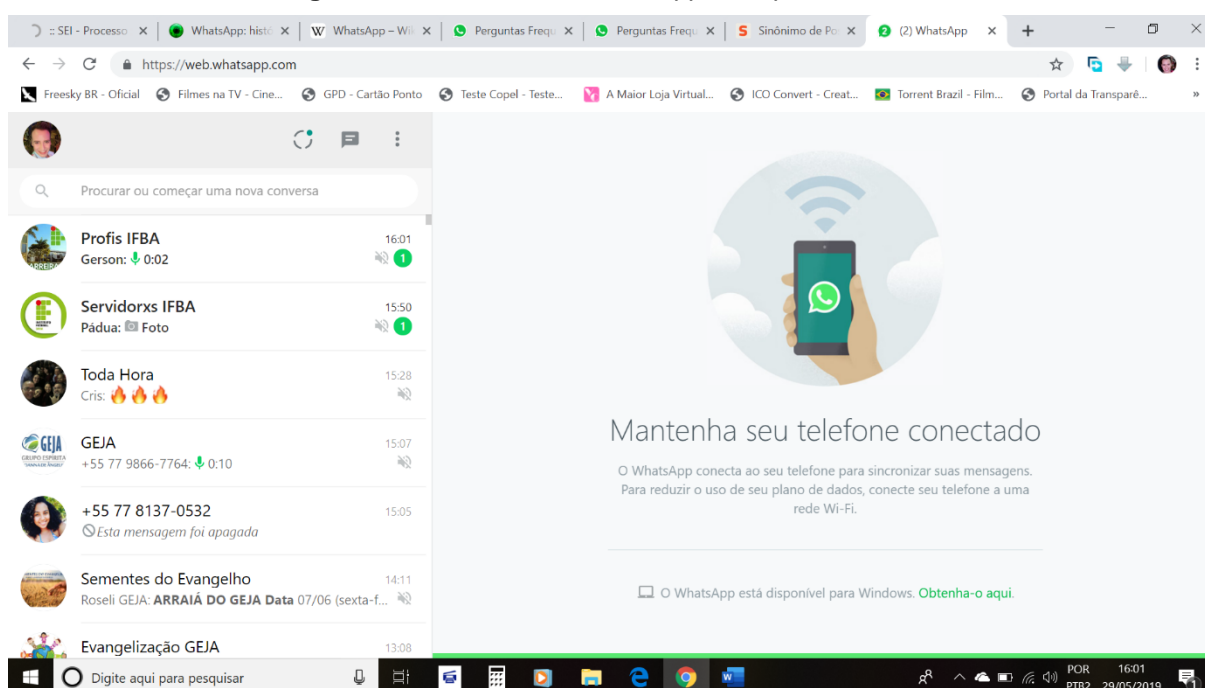 :: SEI - Processo
WhatsApp: histó
WhatsApp – Wi
Perguntas Frequ
Perguntas Frequ
Sinônimo de Po
(2) WhatsApp
https://web.whatsapp.com
Freesky BR - Oficial
Filmes na TV - Cine...
GPD - Cartão Ponto
Teste Copel - Teste...
A Maior Loja Virtual...
ICO Convert - Creat...
Torrent Brazil - Film...
Portal da Transparê...
»
Procurar ou começar uma nova conversa
Profis IFBA 16:01
Gerson: 0:02 1
Servidorxs IFBA 15:50
Pádua: Foto 1
Toda Hora 15:28
Cris: 🔥🔥🔥
GEJA 15:07
+55 77 9866-7764: 0:10
+55 77 8137-0532 15:05
Esta mensagem foi apagada
Sementes do Evangelho 14:11
Roseli GEJA: ARRAIÁ DO GEJA Data 07/06 (sexta-f...
Evangelização GEJA 13:08
Mantenha seu telefone conectado
O WhatsApp conecta ao seu telefone para sincronizar suas mensagens.
Para reduzir o uso de seu plano de dados, conecte seu telefone a uma
rede Wi-Fi.
O WhatsApp está disponível para Windows. Obtenha-o aqui.
Digite aqui para pesquisar
POR 16:01
PTB2 29/05/2019